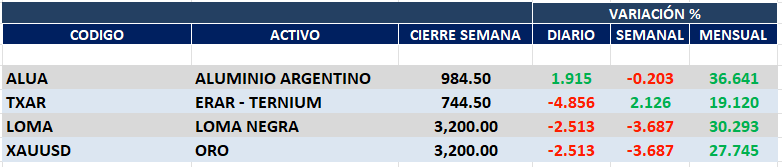 VARIACIÓN %
CODIGO ACTIVO CIERRE SEMANA DIARIO SEMANAL MENSUAL
ALUA ALUMINIO ARGENTINO 984.50 1.915 -0.203 36.641
TXAR ERAR - TERNIUM 744.50 -4.856 2.126 19.120
LOMA LOMA NEGRA 3,200.00 -2.513 -3.687 30.293
XAUUSD ORO 3,200.00 -2.513 -3.687 27.745